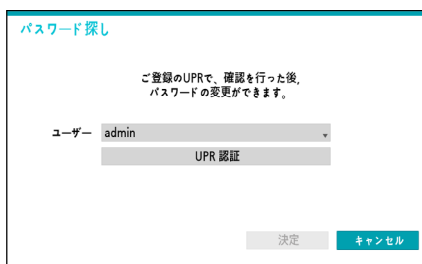 パスワード探し
ご登録のUPRで、確認を行った後,
パスワードの変更ができます。
ユーザー admin
UPR 認証
決定 キャンセル